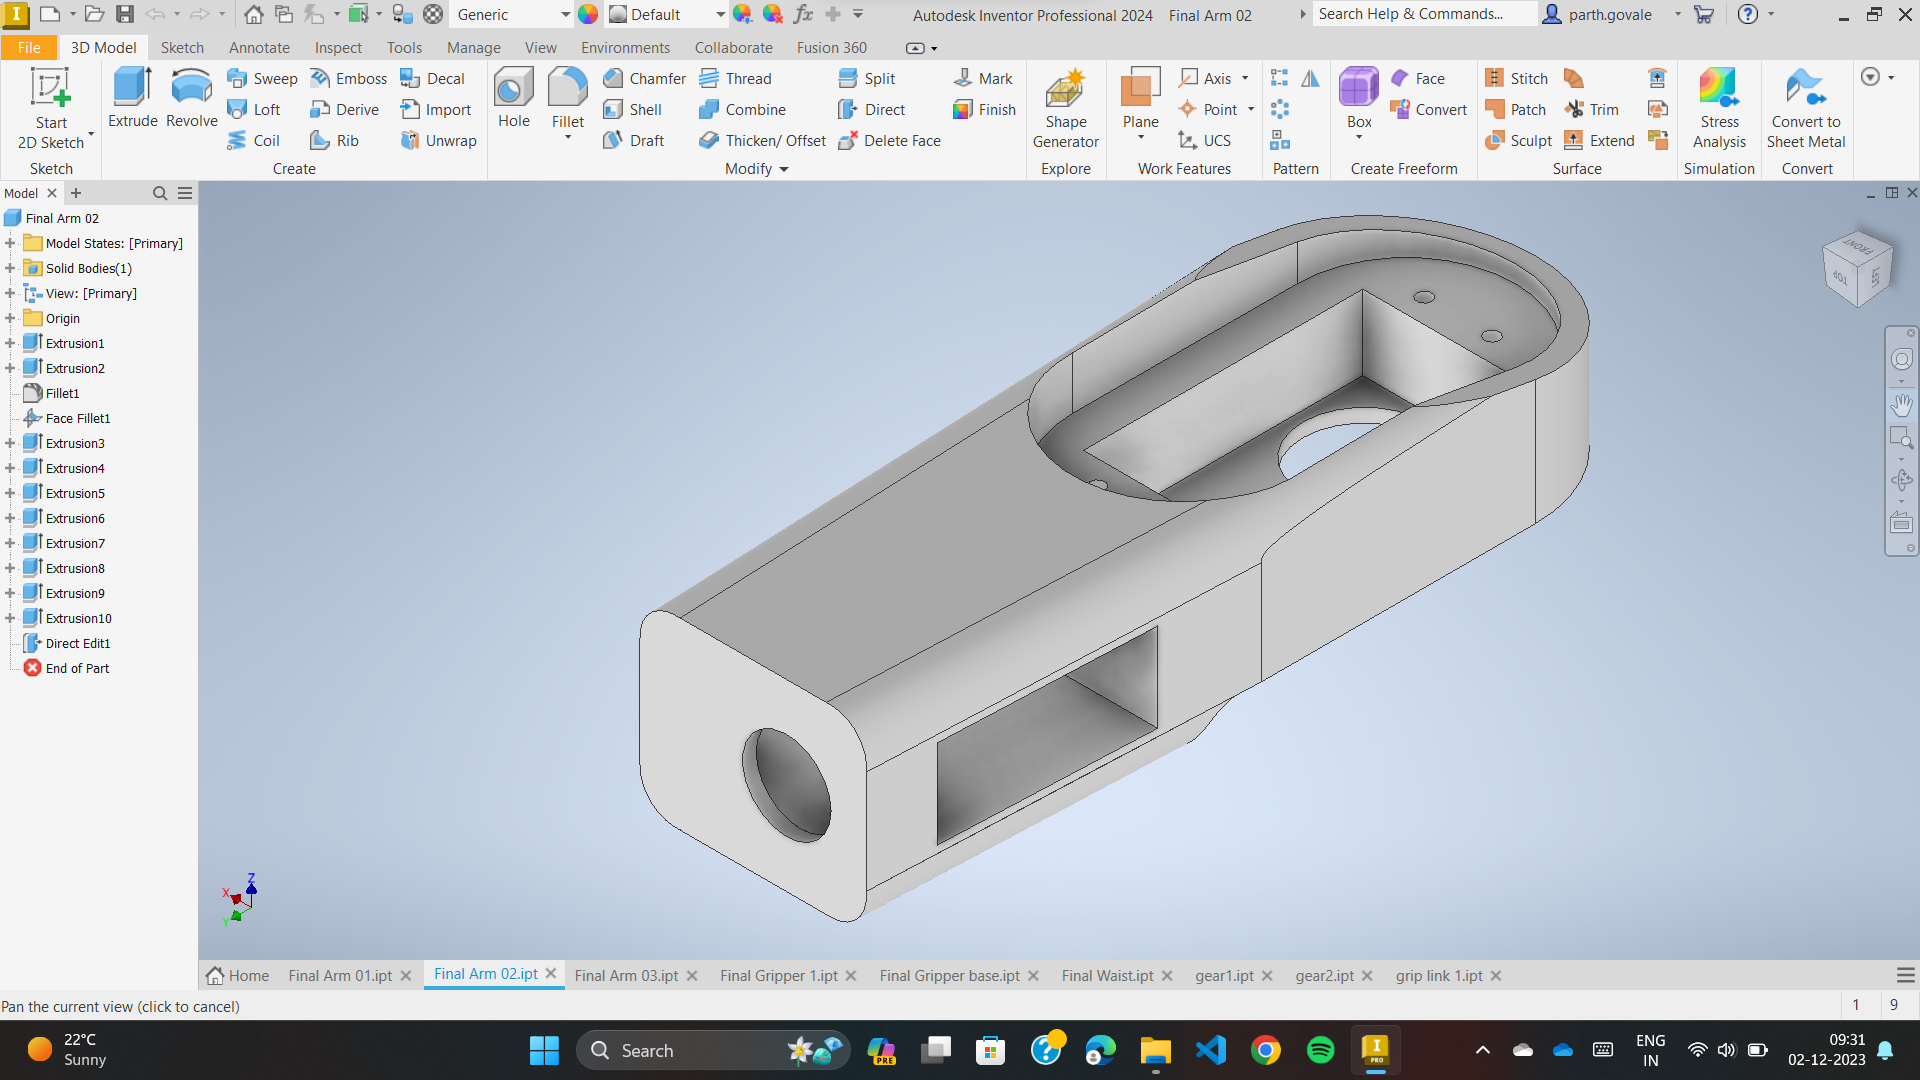 Generic
Default
Autodesk Inventor Professional 2024 Final Arm 02
Search Help & Commands...
parth.govale
File
3D Model
Sketch
Annotate
Inspect
Tools
Manage
View
Environments
Collaborate
Fusion 360
Start
2D Sketch
Sketch
Extrude
Revolve
Sweep
Emboss
Decal
Loft
Derive
Import
Coil
Rib
Unwrap
Create
Hole
Fillet
Chamfer
Thread
Split
Mark
Shell
Combine
Direct
Finish
Draft
Thicken/ Offset
Delete Face
Modify
Shape
Generator
Explore
Plane
Axis
Point
UCS
Work Features
Pattern
Box
Face
Convert
Create Freeform
Stitch
Patch
Trim
Sculpt
Extend
Surface
Stress
Analysis
Simulation
Convert to
Sheet Metal
Convert
Model
Final Arm 02
Model States: [Primary]
Solid Bodies(1)
View: [Primary]
Origin
Extrusion1
Extrusion2
Fillet1
Face Fillet1
Extrusion3
Extrusion4
Extrusion5
Extrusion6
Extrusion7
Extrusion8
Extrusion9
Extrusion10
Direct Edit1
End of Part
FRONT
TOP
Z
X
Y
Home
Final Arm 01.ipt
Final Arm 02.ipt
Final Arm 03.ipt
Final Gripper 1.ipt
Final Gripper base.ipt
Final Waist.ipt
gear1.ipt
gear2.ipt
grip link 1.ipt
Pan the current view (click to cancel)
1
9
22°C
Sunny
Search
PRE
I
PRO
ENG
IN
09:31
02-12-2023